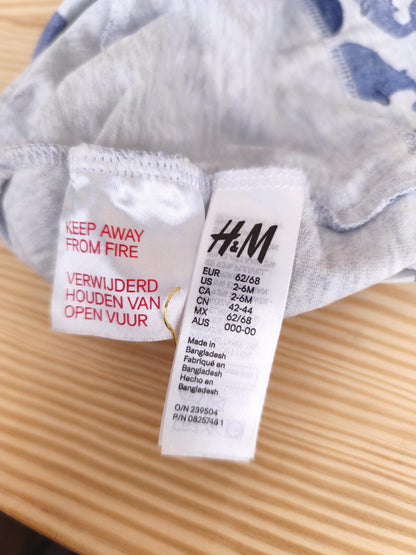 KEEP AWAY
FROM FIRE
VERWIJDERD
HOUDEN VAN
OPEN VUUR
H&M
EUR 62/68
US 2-6M
CA 2-6M
CN 42-44
MX 62/68
AUS 000-00
Made in
Bangladesh
Fabriqué en
Bangladesh
Hecho en
Bangladesh
O/N 239504
P/N 0825748 1